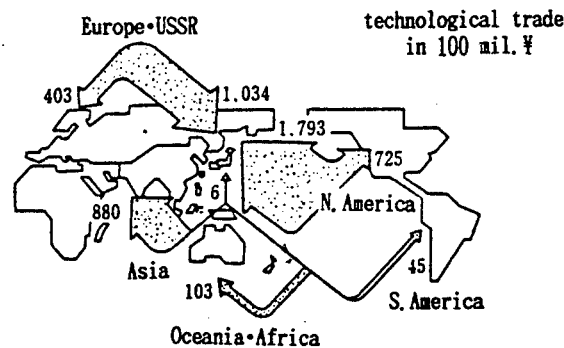 Europe•USSR
technological trade
in 100 mil.¥
403
1.034
1.793
725
6
880
N. America
Asia
45
103
S. America
Oceania•Africa